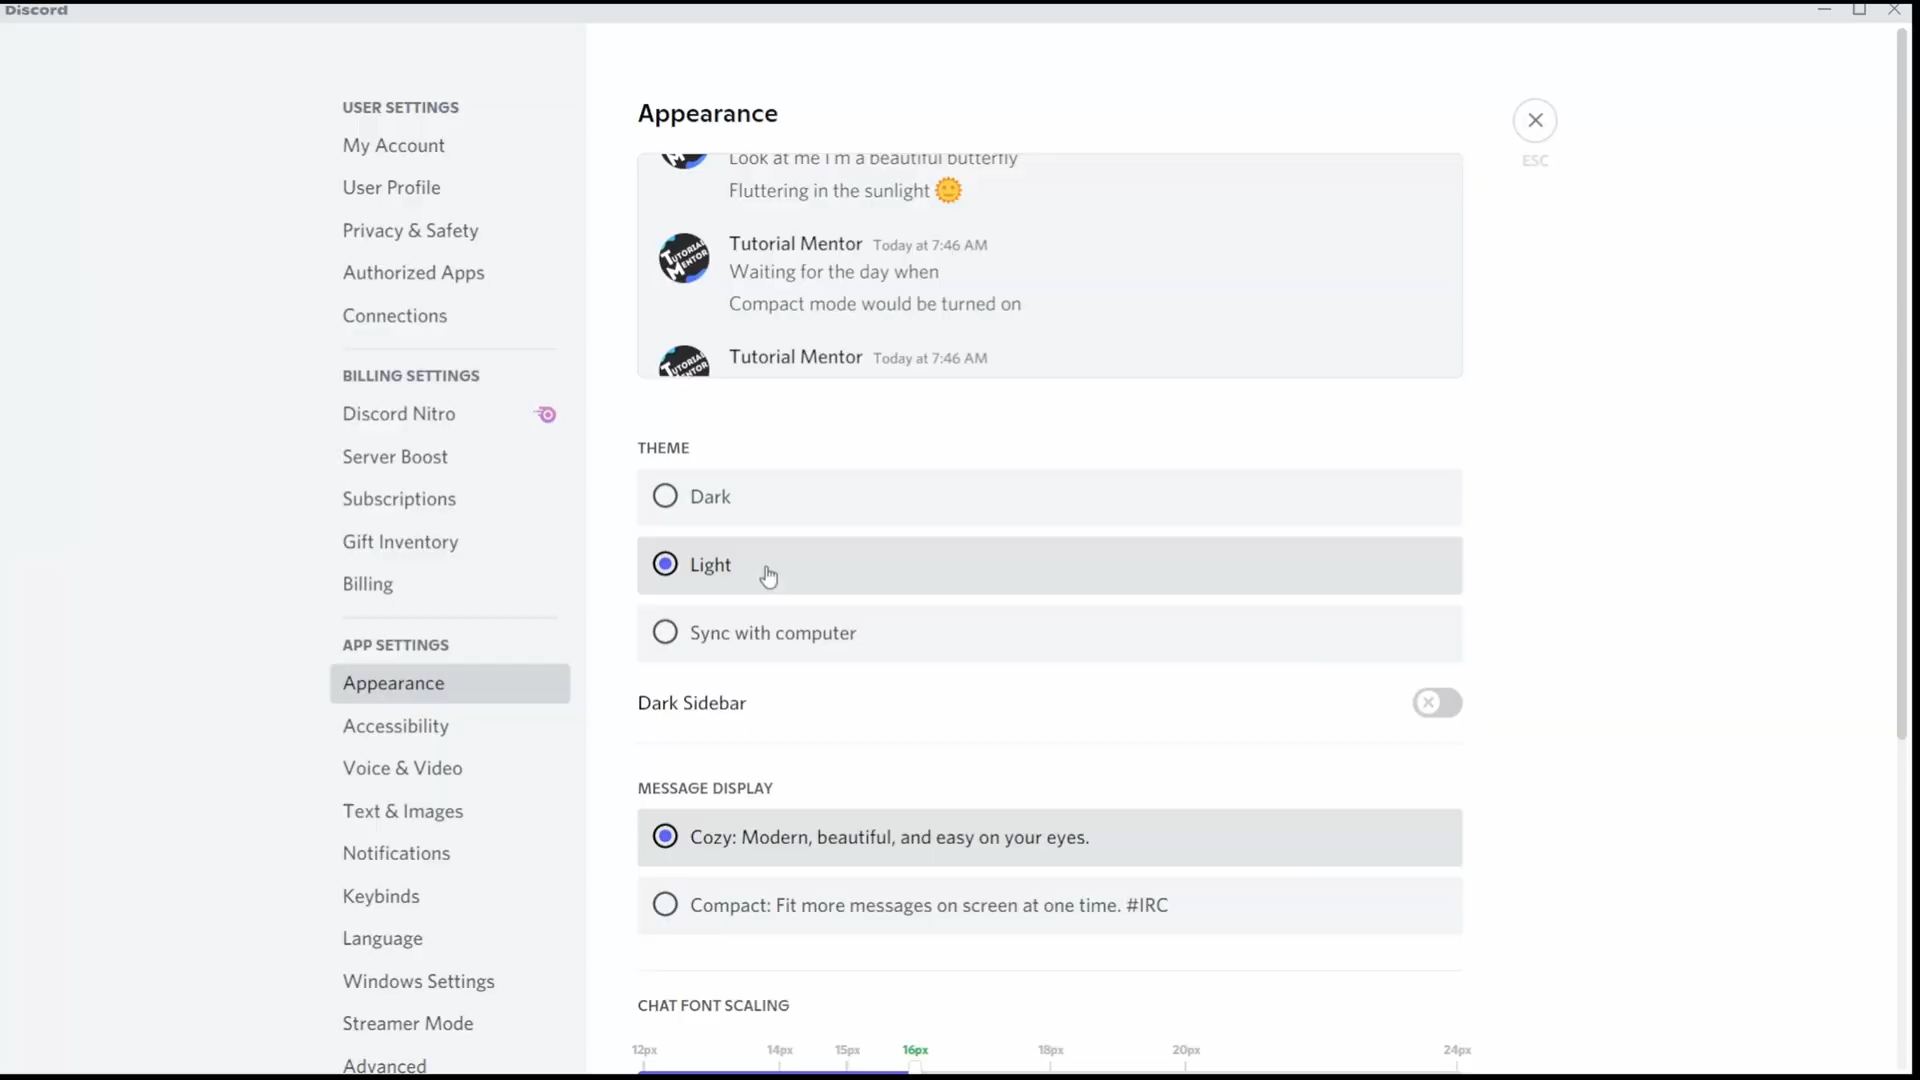 Discord
USER SETTINGS
My Account
User Profile
Privacy & Safety
Authorized Apps
Connections
BILLING SETTINGS
Discord Nitro
Server Boost
Subscriptions
Gift Inventory
Billing
APP SETTINGS
Appearance
Accessibility
Voice & Video
Text & Images
Notifications
Keybinds
Language
Windows Settings
Streamer Mode
Advanced
Appearance
ESC
Look at me I'm a beautiful butterfly
Fluttering in the sunlight 🌞
TUTORIAL MENTOR
Tutorial Mentor Today at 7:46 AM
Waiting for the day when
Compact mode would be turned on
TUTORIAL MENTOR
Tutorial Mentor Today at 7:46 AM
THEME
Dark
Light
Sync with computer
Dark Sidebar
MESSAGE DISPLAY
Cozy: Modern, beautiful, and easy on your eyes.
Compact: Fit more messages on screen at one time. #IRC
CHAT FONT SCALING
12px 14px 15px 16px 18px 20px 24px